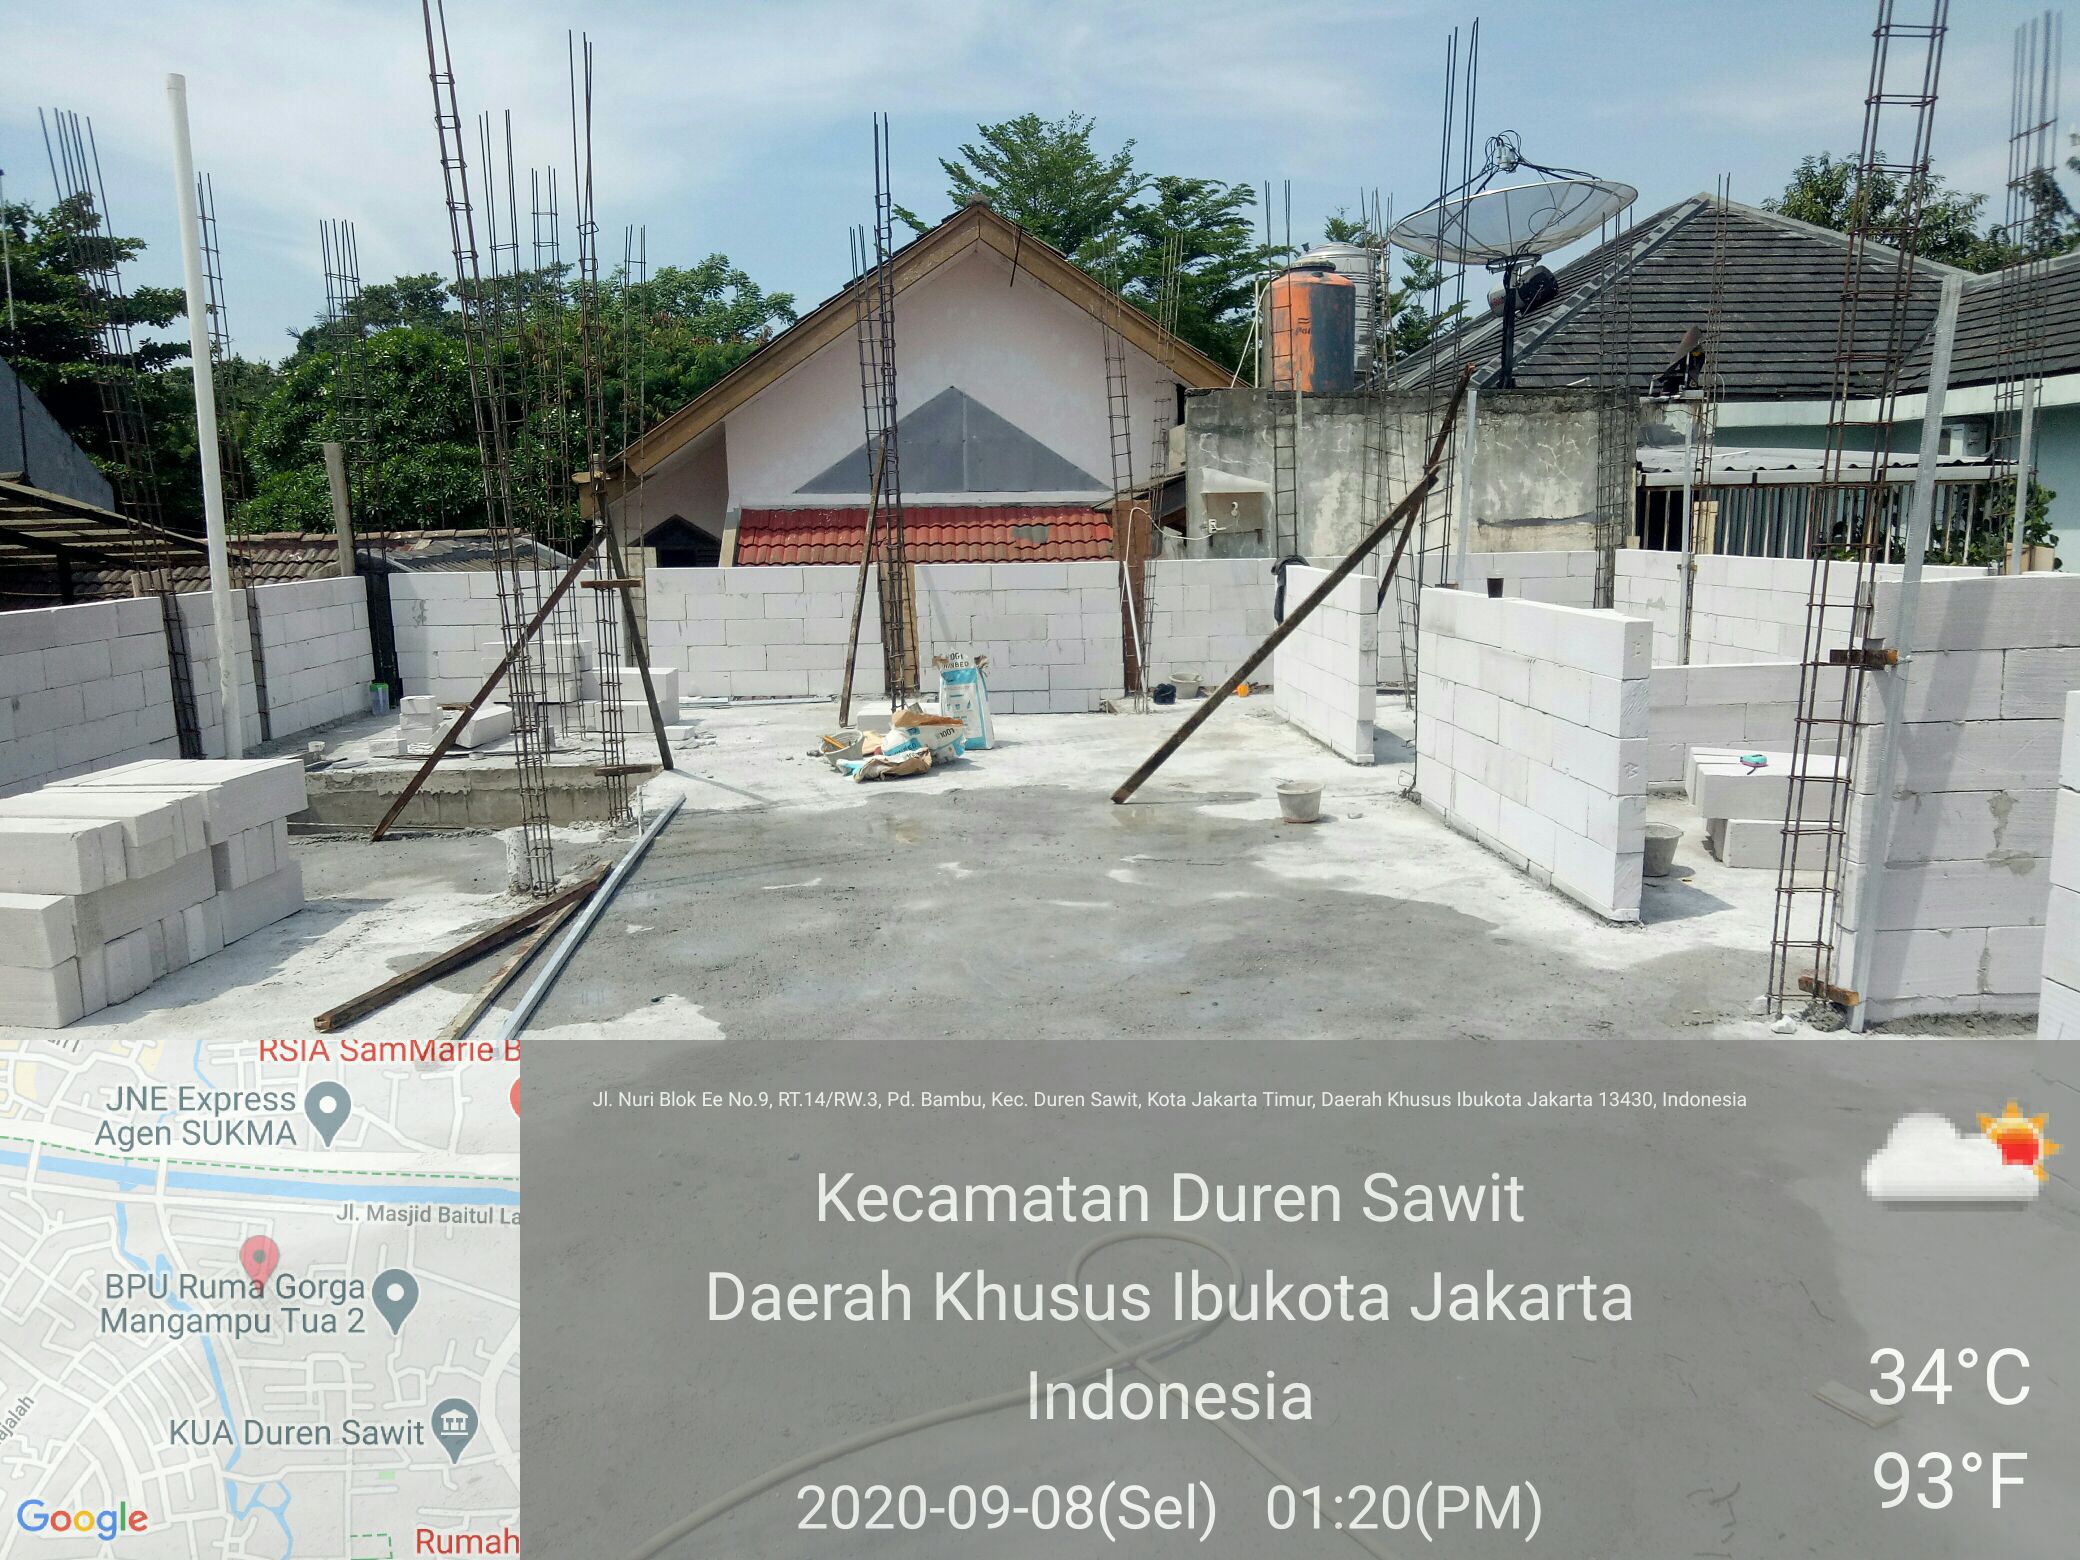 RSIA SamMarie B
JNE Express
Agen SUKMA
Jl. Masjid Baitul La
BPU Ruma Gorga
Mangampu Tua 2
KUA Duren Sawit
Google
Rumah
Jl. Nuri Blok Ee No.9, RT.14/RW.3, Pd. Bambu, Kec. Duren Sawit, Kota Jakarta Timur, Daerah Khusus Ibukota Jakarta 13430, Indonesia
Kecamatan Duren Sawit
Daerah Khusus Ibukota Jakarta
Indonesia
2020-09-08(Sel) 01:20(PM)
34°C
93°F